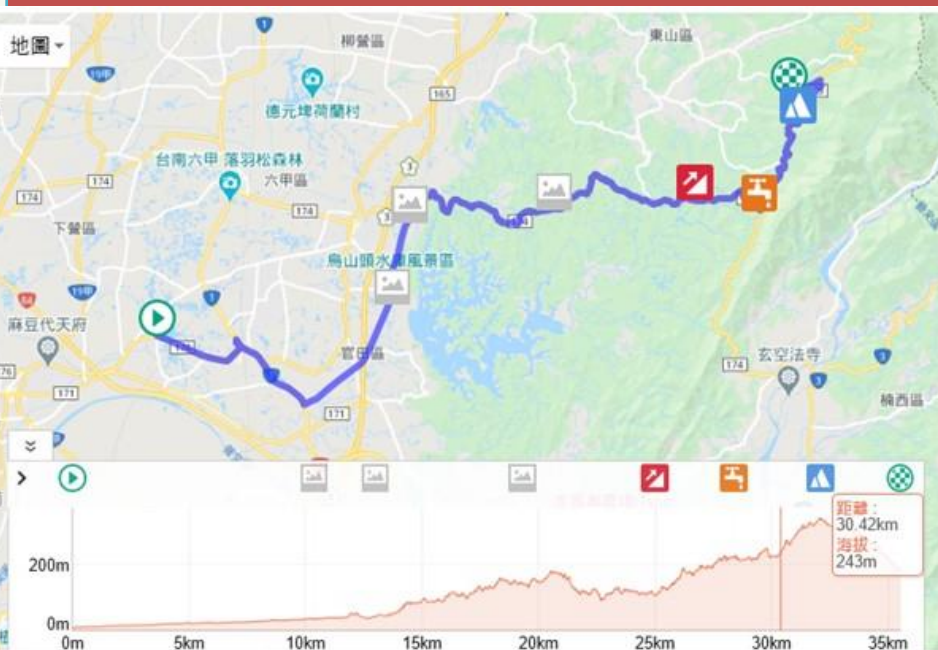 地圖
1
柳營區
東山區
19甲
165
德元埤荷蘭村
台南六甲 落羽松森林
3
174
174
六甲區
174
3
下營區
烏山頭水庫風景區
84
19甲
1
麻豆代天府
官田區
玄空法寺
3
174
3
76
171
171
楠西區
距離：
30.42km
海拔：
243m
200m
0m
0m
5km
10km
15km
20km
25km
30km
35km